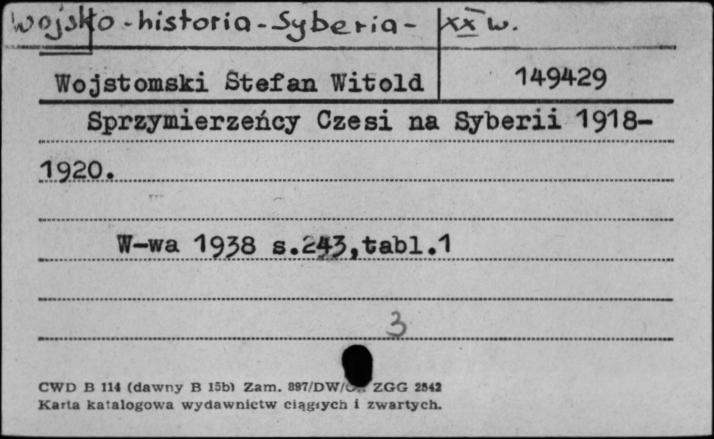 Wojsko - historia - Syberia - XX w.
Wojstomski Stefan Witold 149429
Sprzymierzeńcy Czesi na Syberii 1918-
1920.
W-wa 1938 s.243,tabl.1
3
CWD B 114 (dawny B 15b) Zam. 897/DW/ ZGG 2842
Karta katalogowa wydawnictw ciągłych i zwartych.